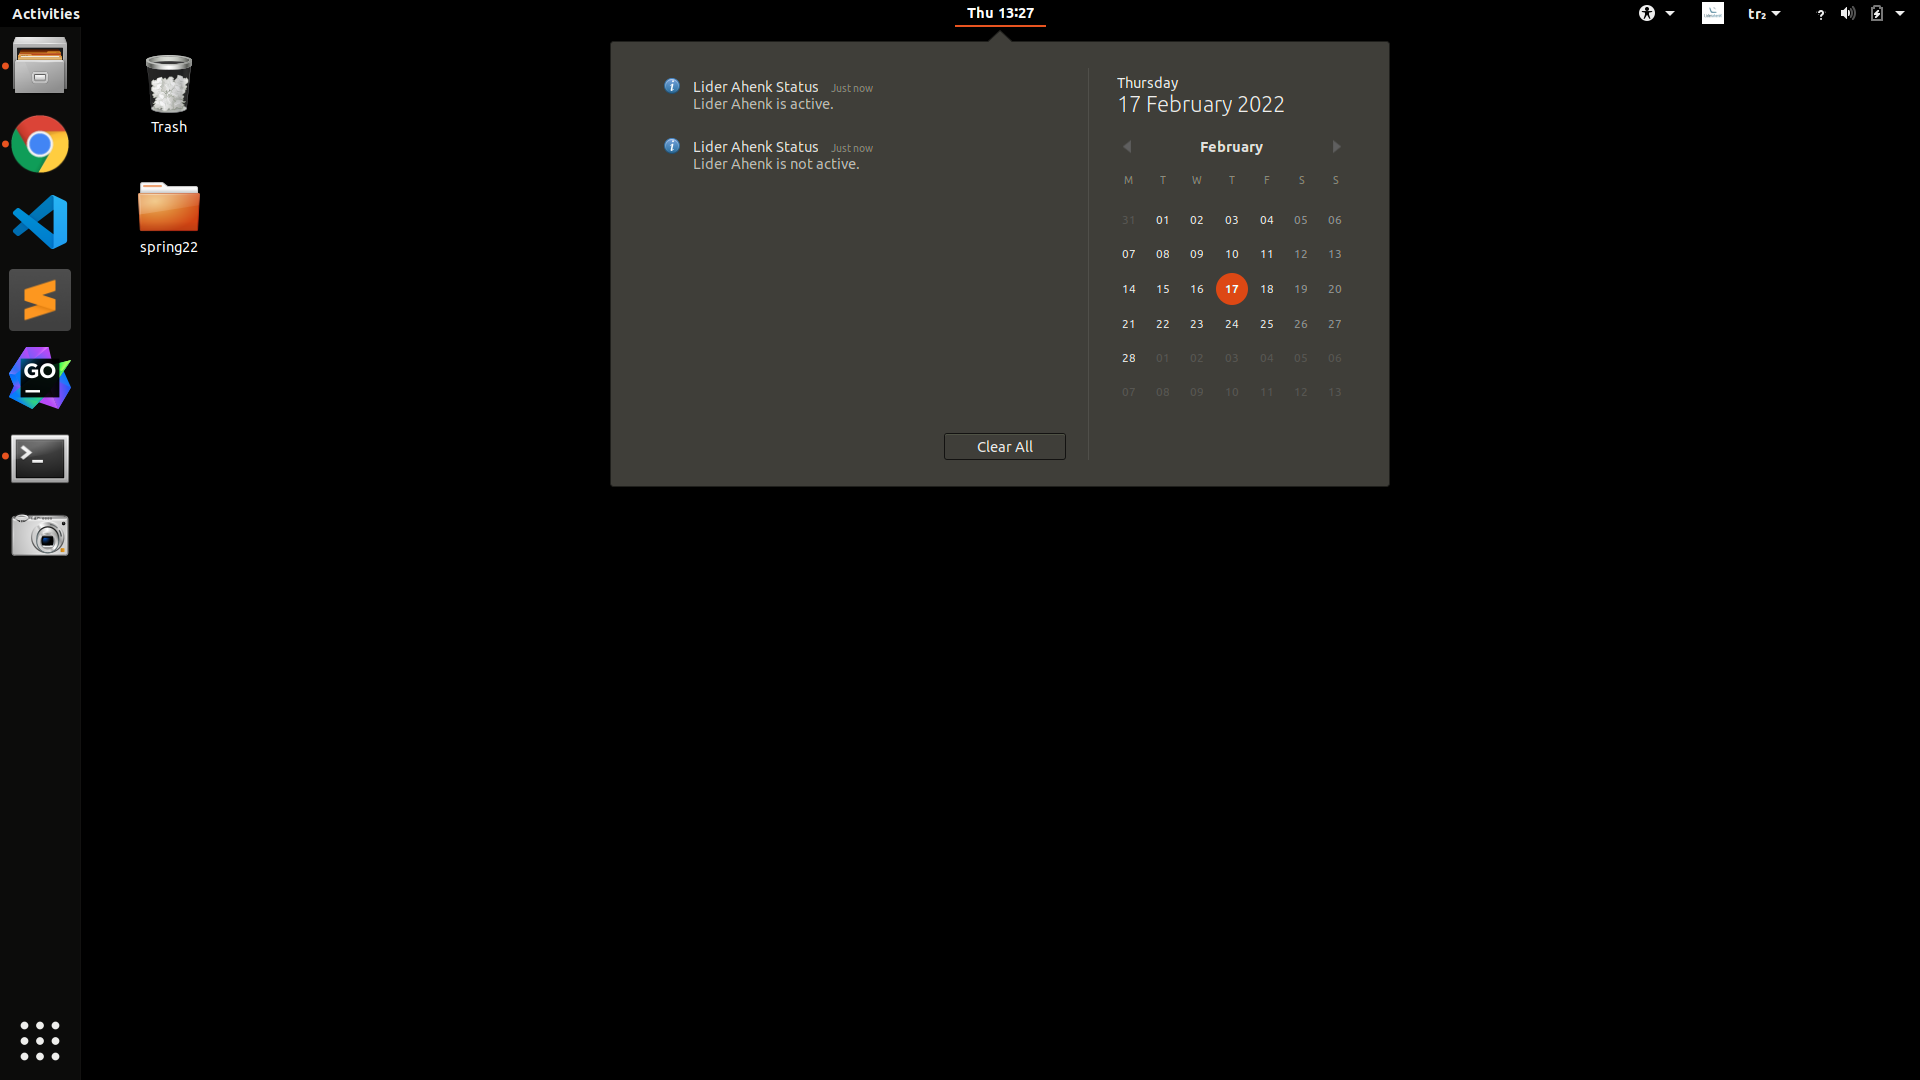 Activities
Thu 13:27
tr₂
?
Trash
spring22
GO
Lider Ahenk Status Just now
Lider Ahenk is active.
Lider Ahenk Status Just now
Lider Ahenk is not active.
Clear All
Thursday
17 February 2022
February
M T W T F S S
31 01 02 03 04 05 06
07 08 09 10 11 12 13
14 15 16 17 18 19 20
21 22 23 24 25 26 27
28 01 02 03 04 05 06
07 08 09 10 11 12 13